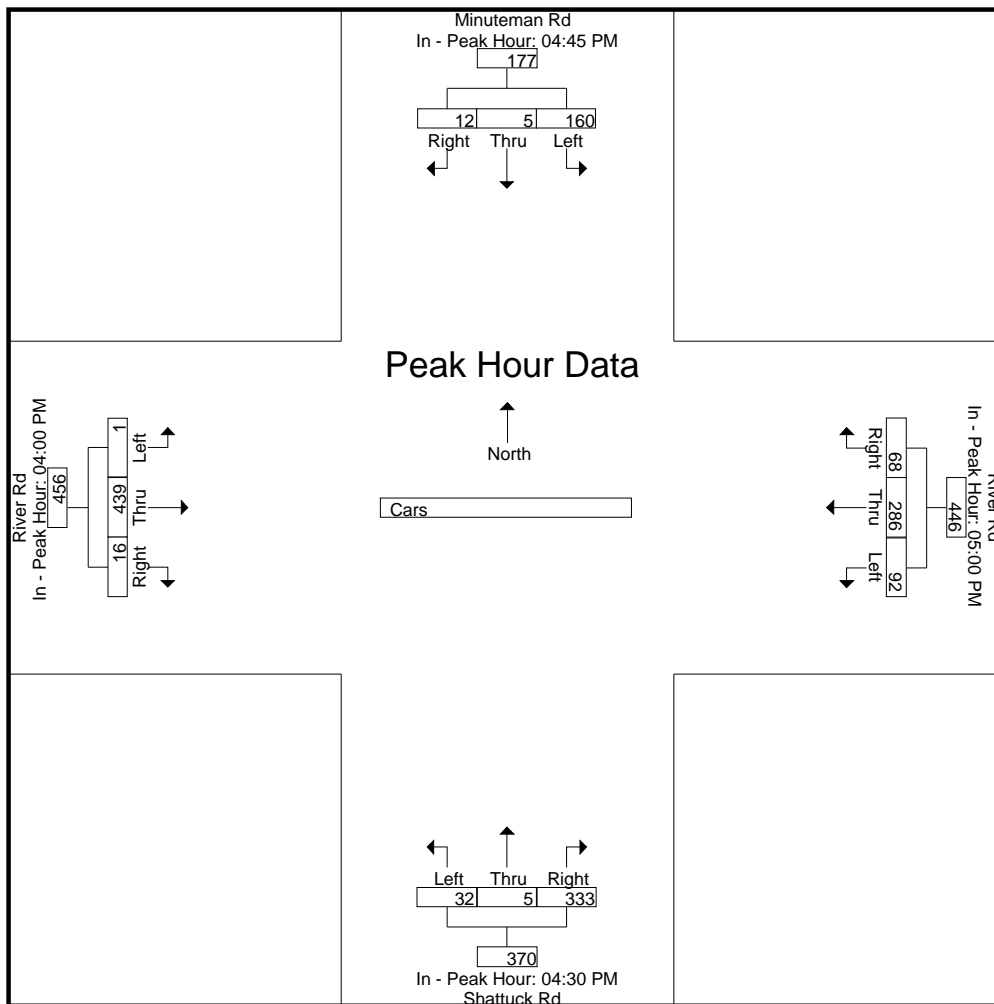 Minuteman Rd
In - Peak Hour: 04:45 PM
177
12 5 160
Right Thru Left
Peak Hour Data
North
Cars
River Rd
In - Peak Hour: 04:00 PM
456
1 439 16
Left Thru Right
River Rd
In - Peak Hour: 05:00 PM
446
68 286 92
Right Thru Left
Left Thru Right
32 5 333
370
In - Peak Hour: 04:30 PM
Shattuck Rd